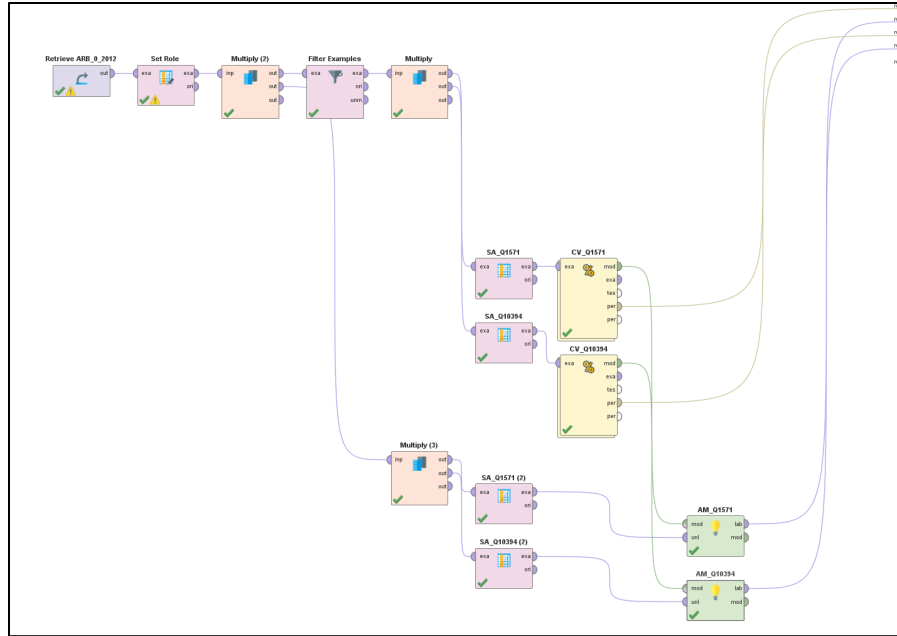 Retrieve ARB_0_2012
out
Set Role
exa
exa
ori
Multiply (2)
inp
out
out
out
Filter Examples
exa
exa
ori
unm
Multiply
inp
out
out
out
SA_Q1571
exa
exa
ori
CV_Q1571
exa
mod
exa
tes
per
per
SA_Q10394
exa
exa
ori
CV_Q10394
exa
mod
exa
tes
per
per
Multiply (3)
inp
out
out
out
SA_Q1571 (2)
exa
exa
ori
SA_Q10394 (2)
exa
exa
ori
AM_Q1571
mod
lab
unl
mod
AM_Q10394
mod
lab
unl
mod